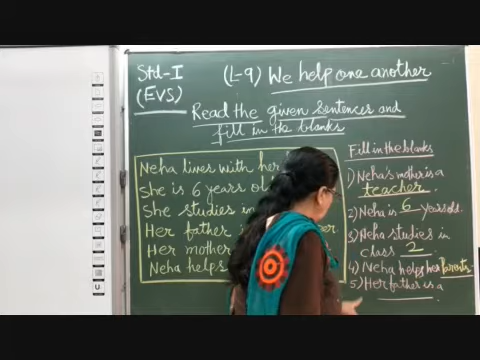 Std-I
(EVS)
(L-9) We help one another
Read the given sentences and
fill in the blanks
Neha lives with her
She is 6 years
She studies in
Her father is
Her mother
Neha helps
Fill in the blanks
1) Neha's mother is a
teacher.
2) Neha is 6 years old.
3) Neha studies in
class 2
4) Neha helps her parents
5) Her father is a